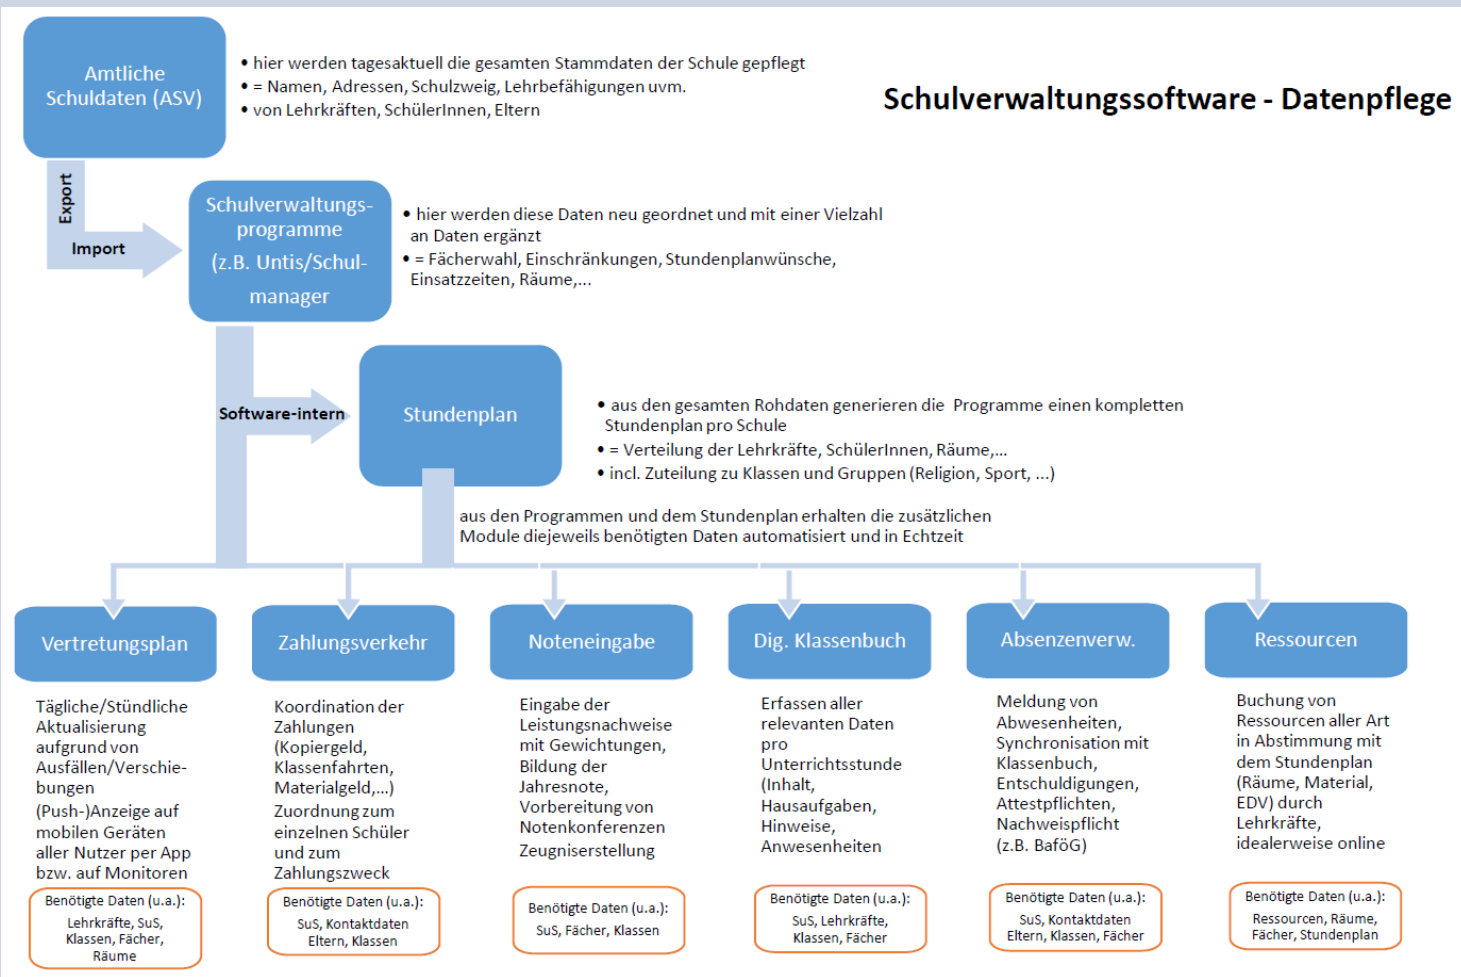 Amtliche
Schuldaten (ASV)
• hier werden tagesaktuell die gesamten Stammdaten der Schule gepflegt
• = Namen, Adressen, Schulzweig, Lehrbefähigungen uvm.
• von Lehrkräften, SchülerInnen, Eltern
Schulverwaltungssoftware - Datenpflege
Export
Import
Schulverwaltungs-
programme
(z.B. Untis/Schul-
manager
• hier werden diese Daten neu geordnet und mit einer Vielzahl
an Daten ergänzt
• = Fächerwahl, Einschränkungen, Stundenplanwünsche,
Einsatzzeiten, Räume,...
Software-intern
Stundenplan
• aus den gesamten Rohdaten generieren die Programme einen kompletten
Stundenplan pro Schule
• = Verteilung der Lehrkräfte, SchülerInnen, Räume,...
• incl. Zuteilung zu Klassen und Gruppen (Religion, Sport, ...)
aus den Programmen und dem Stundenplan erhalten die zusätzlichen
Module diejeweils benötigten Daten automatisiert und in Echtzeit
Vertretungsplan
Tägliche/Stündliche
Aktualisierung
aufgrund von
Ausfällen/Verschie-
bungen
(Push-)Anzeige auf
mobilen Geräten
aller Nutzer per App
bzw. auf Monitoren
Benötigte Daten (u.a.):
Lehrkräfte, SuS,
Klassen, Fächer,
Räume
Zahlungsverkehr
Koordination der
Zahlungen
(Kopiergeld,
Klassenfahrten,
Materialgeld,...)
Zuordnung zum
einzelnen Schüler
und zum
Zahlungszweck
Benötigte Daten (u.a.):
SuS, Kontaktdaten
Eltern, Klassen
Noteneingabe
Eingabe der
Leistungsnachweise
mit Gewichtungen,
Bildung der
Jahresnote,
Vorbereitung von
Notenkonferenzen
Zeugniserstellung
Benötigte Daten (u.a.):
SuS, Fächer, Klassen
Dig. Klassenbuch
Erfassen aller
relevanten Daten
pro
Unterrichtsstunde
(Inhalt,
Hausaufgaben,
Hinweise,
Anwesenheiten
Benötigte Daten (u.a.):
SuS, Lehrkräfte,
Klassen, Fächer
Absenzenverw.
Meldung von
Abwesenheiten,
Synchronisation mit
Klassenbuch,
Entschuldigungen,
Attestpflichten,
Nachweispflicht
(z.B. BaföG)
Benötigte Daten (u.a.):
SuS, Kontaktdaten
Eltern, Klassen, Fächer
Ressourcen
Buchung von
Ressourcen aller Art
in Abstimmung mit
dem Stundenplan
(Räume, Material,
EDV) durch
Lehrkräfte,
idealerweise online
Benötigte Daten (u.a.):
Ressourcen, Räume,
Fächer, Stundenplan